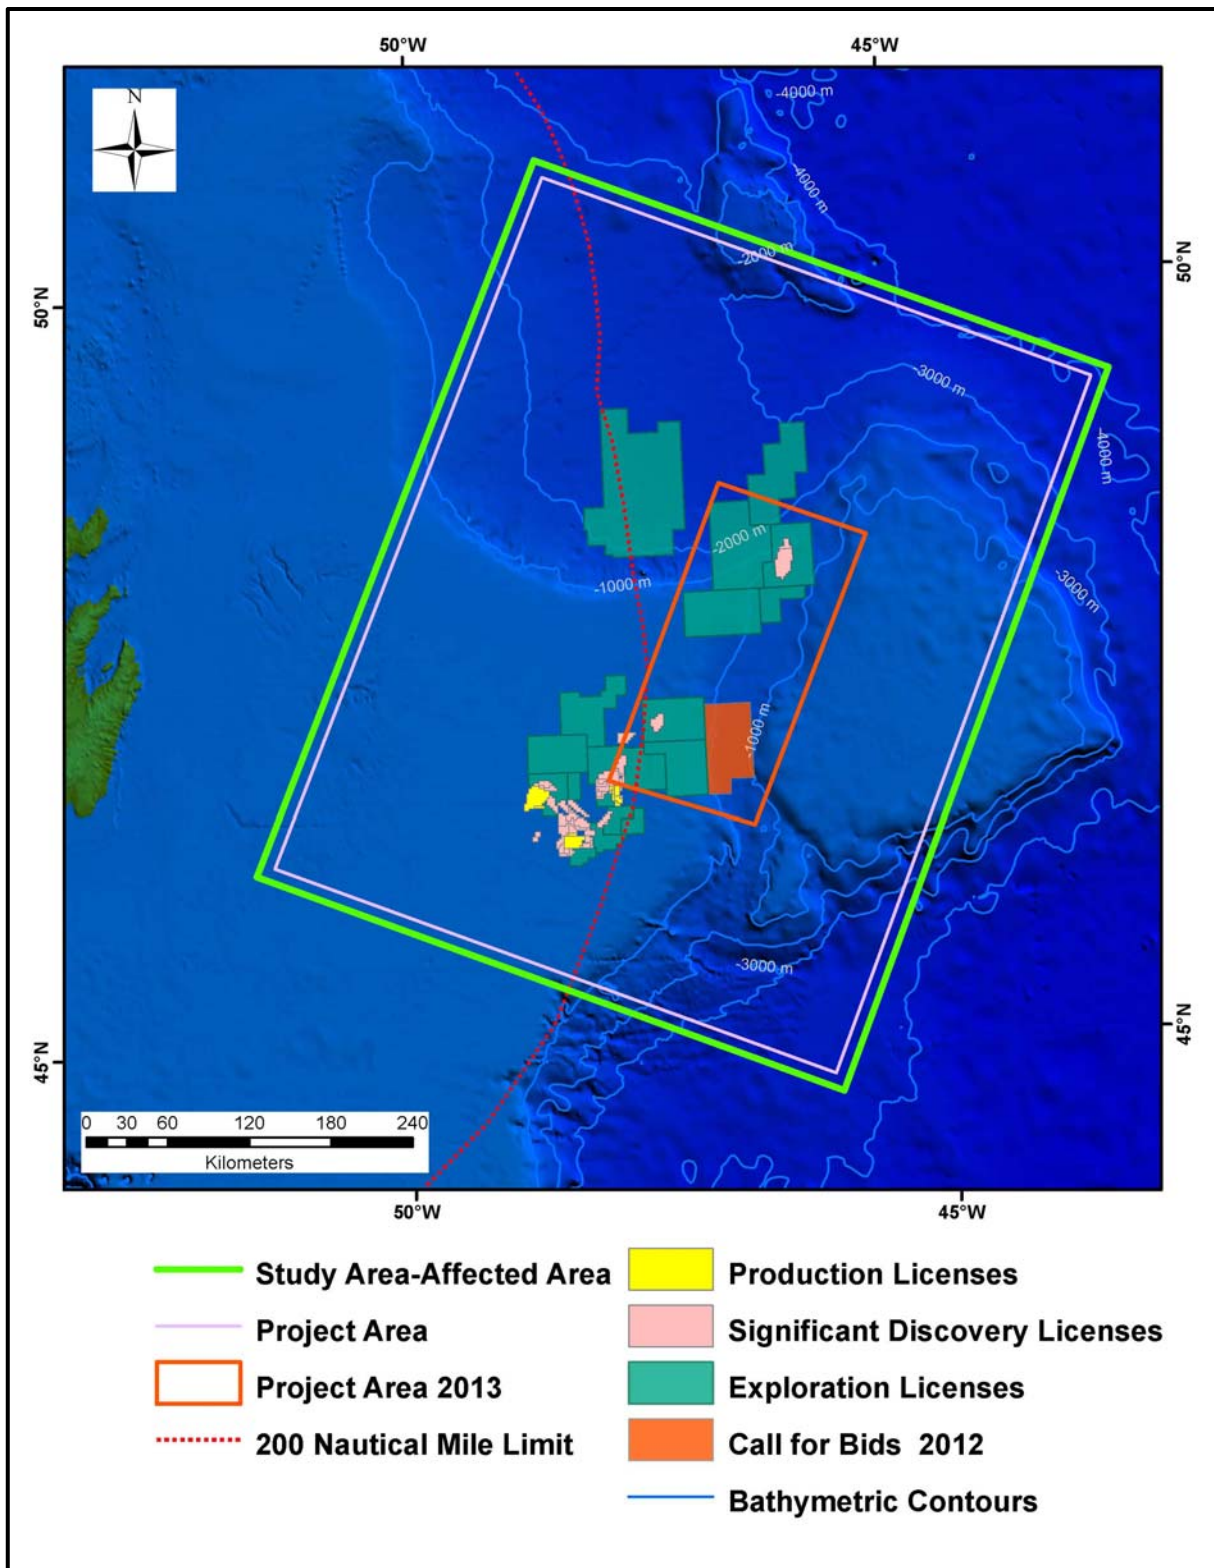 50°W 45°W
N
-4000 m
-4000 m
-2000 m
50°N
50°N
-3000 m
-4000 m
-2000 m
-1000 m
-3000 m
-1000 m
-3000 m
45°N
45°N
0 30 60 120 180 240
Kilometers
50°W 45°W
Study Area-Affected Area
Project Area
Project Area 2013
200 Nautical Mile Limit
Production Licenses
Significant Discovery Licenses
Exploration Licenses
Call for Bids 2012
Bathymetric Contours